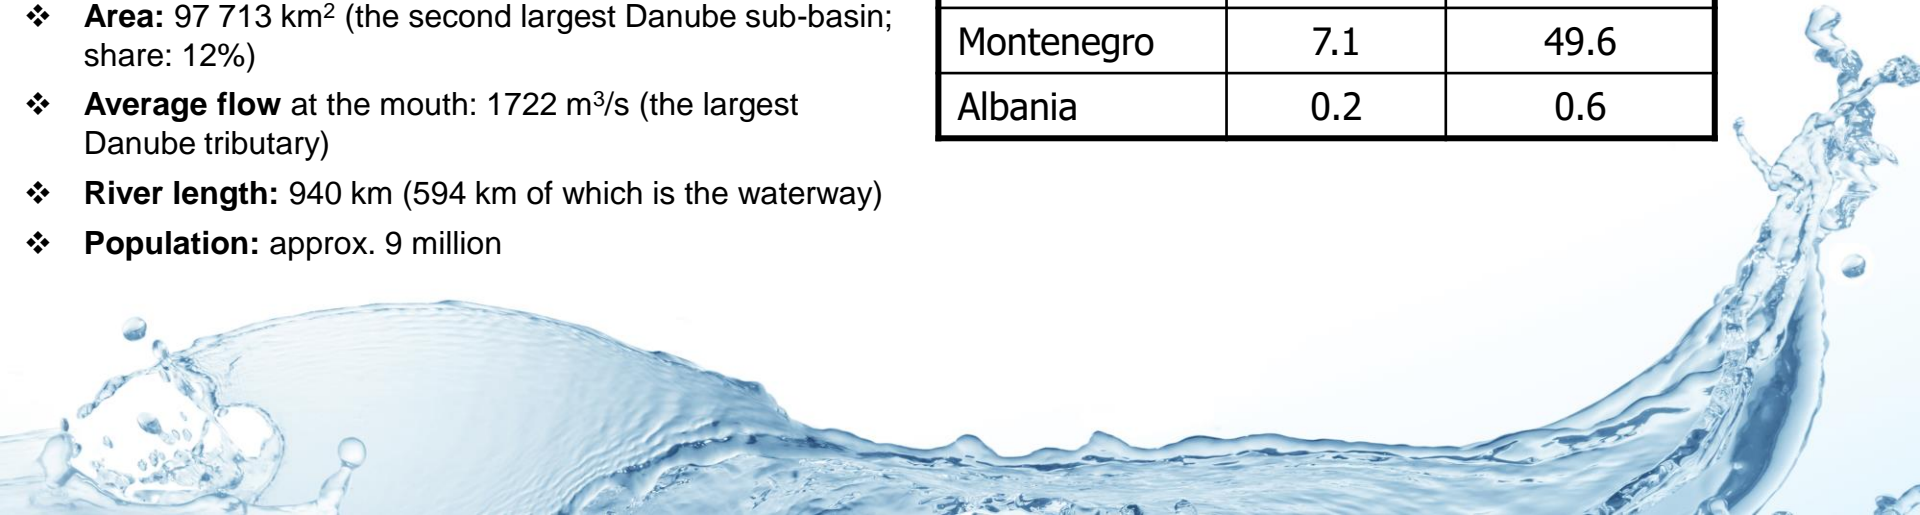 ❖ Area: 97 713 km² (the second largest Danube sub-basin;
share: 12%)
❖ Average flow at the mouth: 1722 m³/s (the largest
Danube tributary)
❖ River length: 940 km (594 km of which is the waterway)
❖ Population: approx. 9 million
Montenegro 7.1 49.6
Albania 0.2 0.6